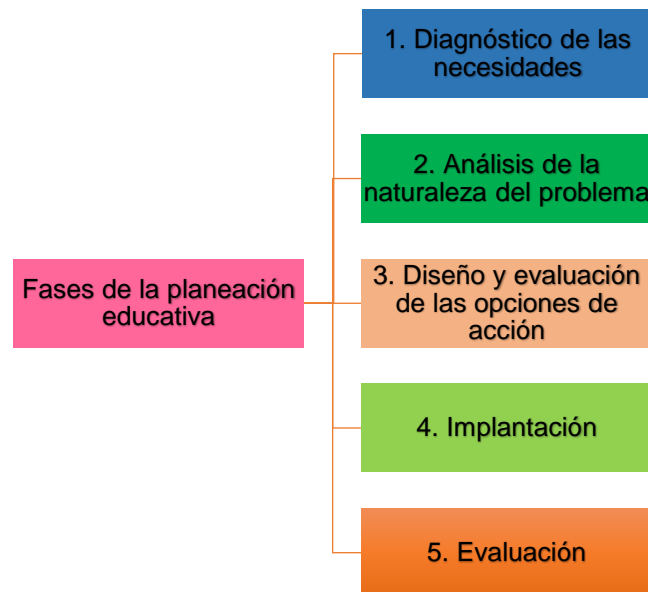 1. Diagnóstico de las
necesidades
2. Análisis de la
naturaleza del problema
Fases de la planeación
educativa
3. Diseño y evaluación
de las opciones de
acción
4. Implantación
5. Evaluación